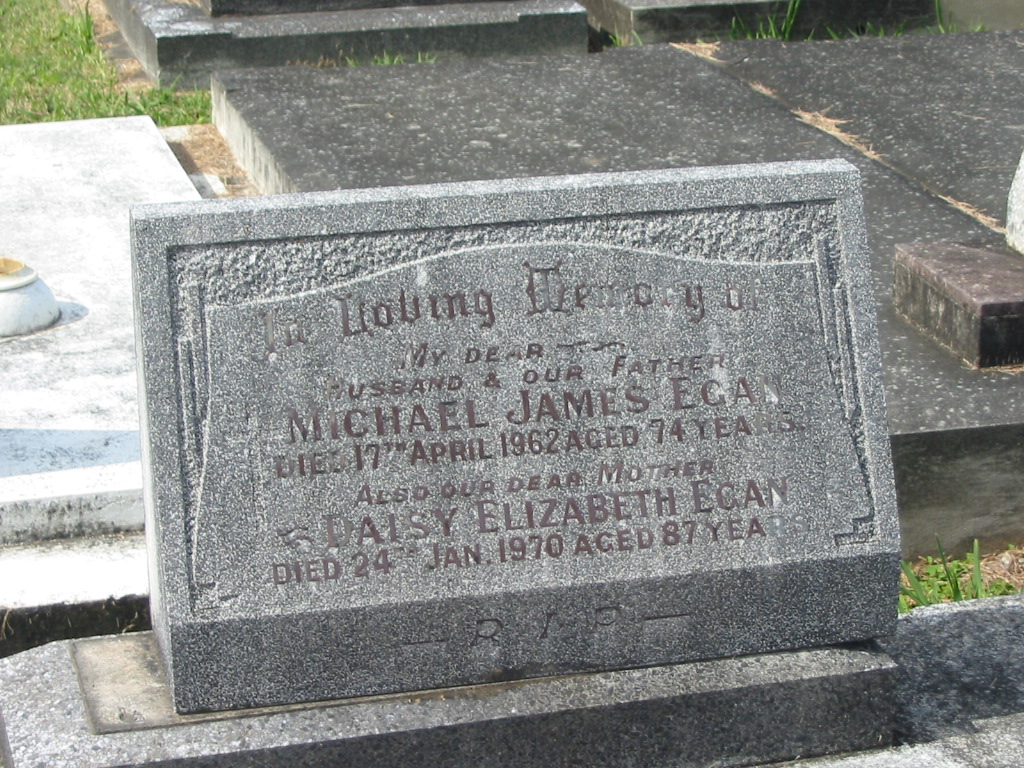 In Loving Memory of
MY DEAR
HUSBAND & OUR FATHER
MICHAEL JAMES EGAN
DIED 17TH APRIL 1962 AGED 74 YEARS.
ALSO OUR DEAR MOTHER
DAISY ELIZABETH EGAN
DIED 24TH JAN. 1970 AGED 87 YEARS
— R.I.P —